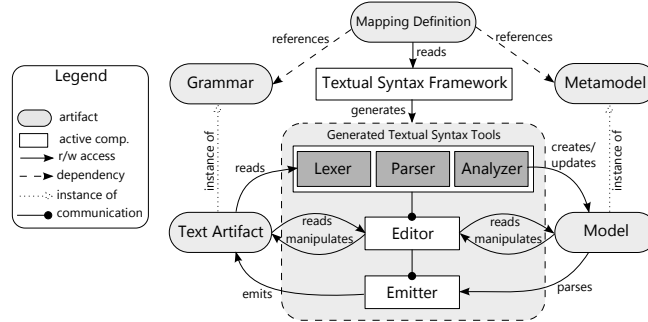 Mapping Definition
references
references
reads
Legend
Grammar
Textual Syntax Framework
Metamodel
artifact
generates
active comp.
Generated Textual Syntax Tools
r/w access
instance of
reads
Lexer
Parser
Analyzer
creates/
updates
instance of
dependency
instance of
communication
Text Artifact
reads
manipulates
Editor
reads
manipulates
Model
emits
Emitter
parses